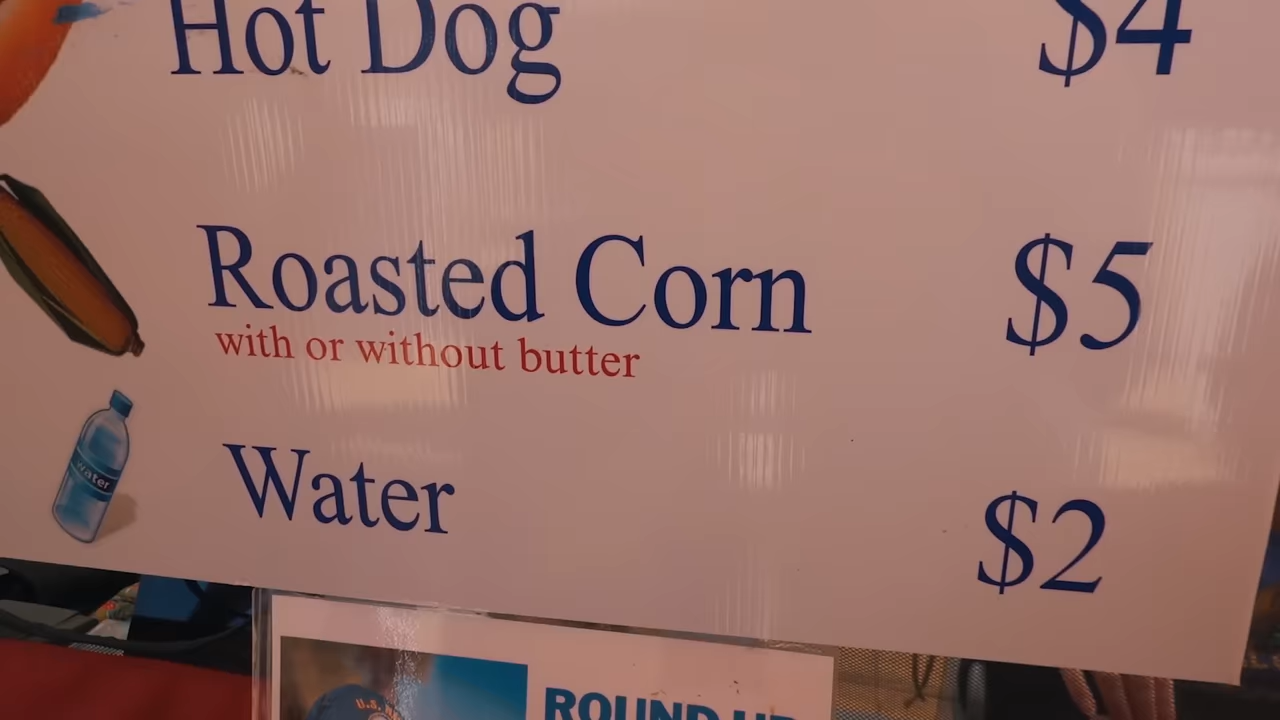 Hot Dog $4
Roasted Corn $5
with or without butter
water
Water $2
ROUND UP